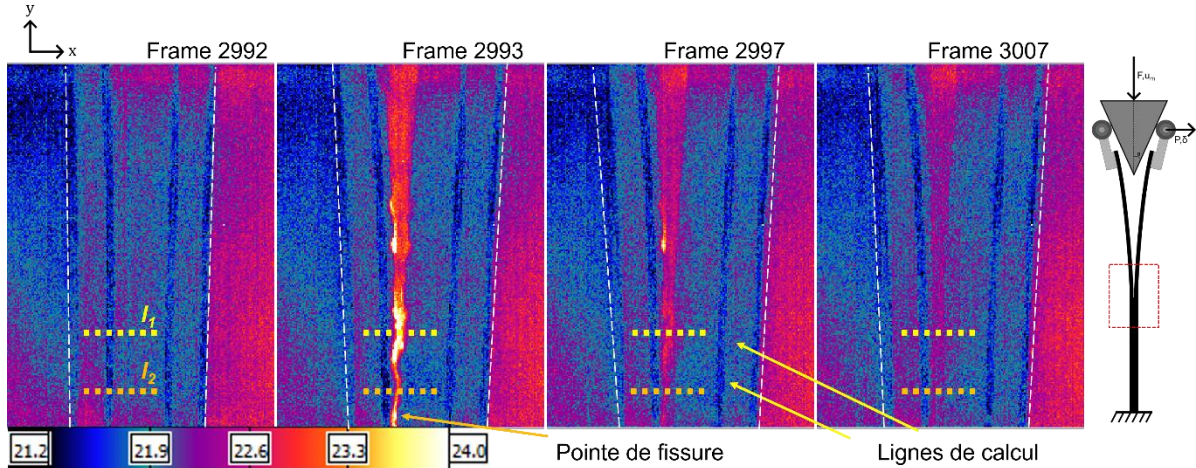 y
x
Frame 2992
Frame 2993
Frame 2997
Frame 3007
l1
l2
21.2
21.9
22.6
23.3
24.0
Pointe de fissure
Lignes de calcul
P,δ